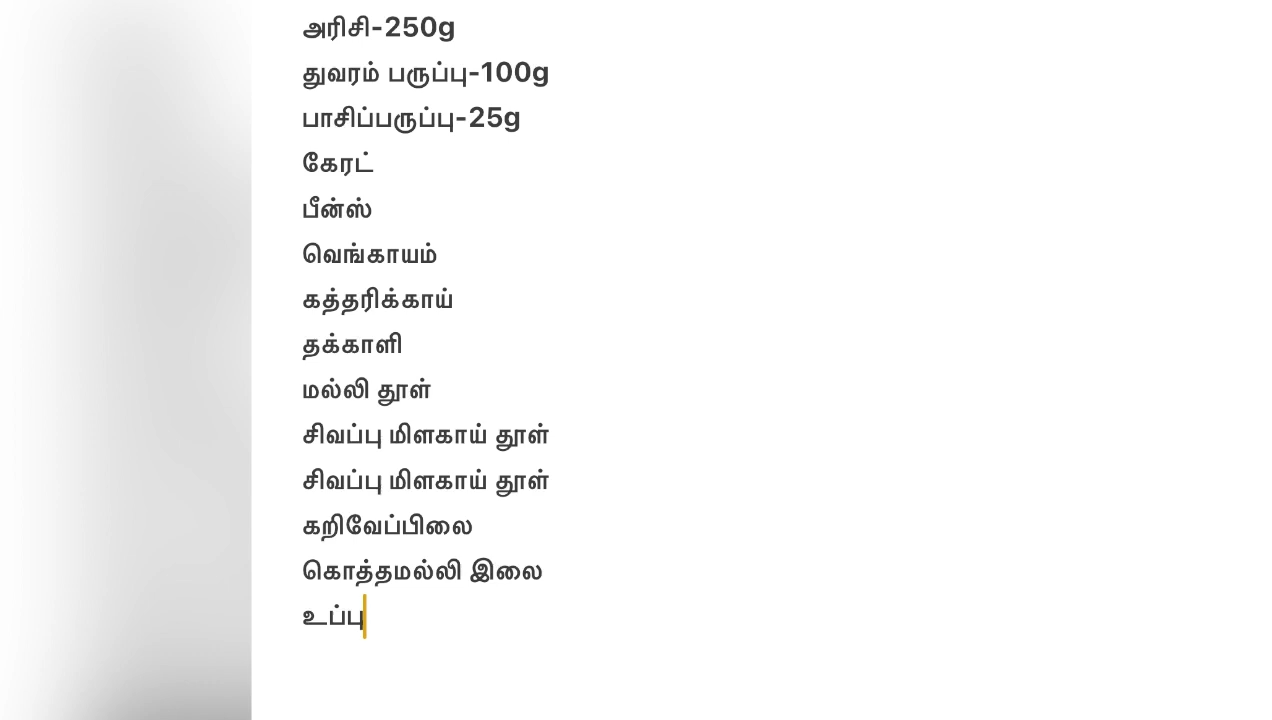 அரிசி-250g
துவரம் பருப்பு-100g
பாசிப்பருப்பு-25g
கேரட்
பீன்ஸ்
வெங்காயம்
கத்தரிக்காய்
தக்காளி
மல்லி தூள்
சிவப்பு மிளகாய் தூள்
சிவப்பு மிளகாய் தூள்
கறிவேப்பிலை
கொத்தமல்லி இலை
உப்பு